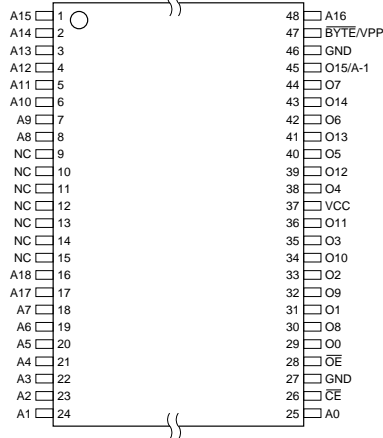 A15 1 48 A16
A14 2 47 BYTE/VPP
A13 3 46 GND
A12 4 45 O15/A-1
A11 5 44 O7
A10 6 43 O14
A9 7 42 O6
A8 8 41 O13
NC 9 40 O5
NC 10 39 O12
NC 11 38 O4
NC 12 37 VCC
NC 13 36 O11
NC 14 35 O3
NC 15 34 O10
A18 16 33 O2
A17 17 32 O9
A7 18 31 O1
A6 19 30 O8
A5 20 29 O0
A4 21 28 OE
A3 22 27 GND
A2 23 26 CE
A1 24 25 A0